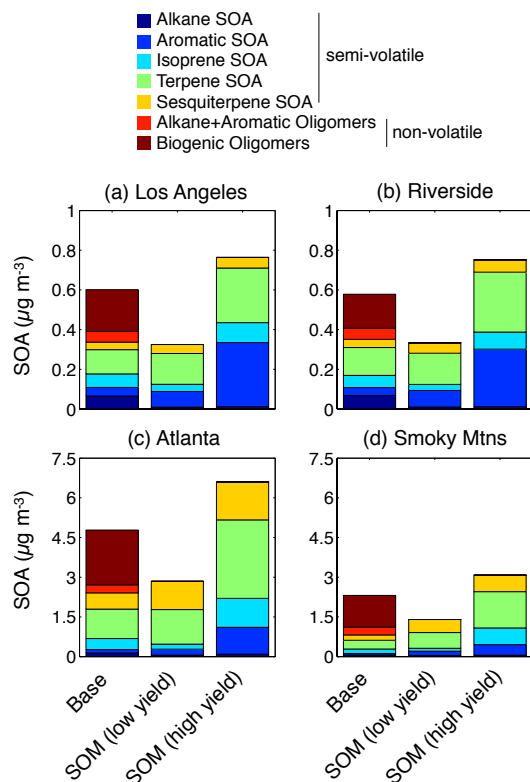 Alkane SOA
Aromatic SOA
Isoprene SOA
Terpene SOA
Sesquiterpene SOA
Alkane+Aromatic Oligomers
Biogenic Oligomers
semi-volatile
non-volatile
(a) Los Angeles
(b) Riverside
1
0.8
0.6
0.4
0.2
0
SOA (µg m-3)
1
0.8
0.6
0.4
0.2
0
(c) Atlanta
(d) Smoky Mtns
7.5
4.5
3
1.5
0
SOA (µg m-3)
7.5
4.5
3
1.5
0
Base
SOM (low yield)
SOM (high yield)
Base
SOM (low yield)
SOM (high yield)